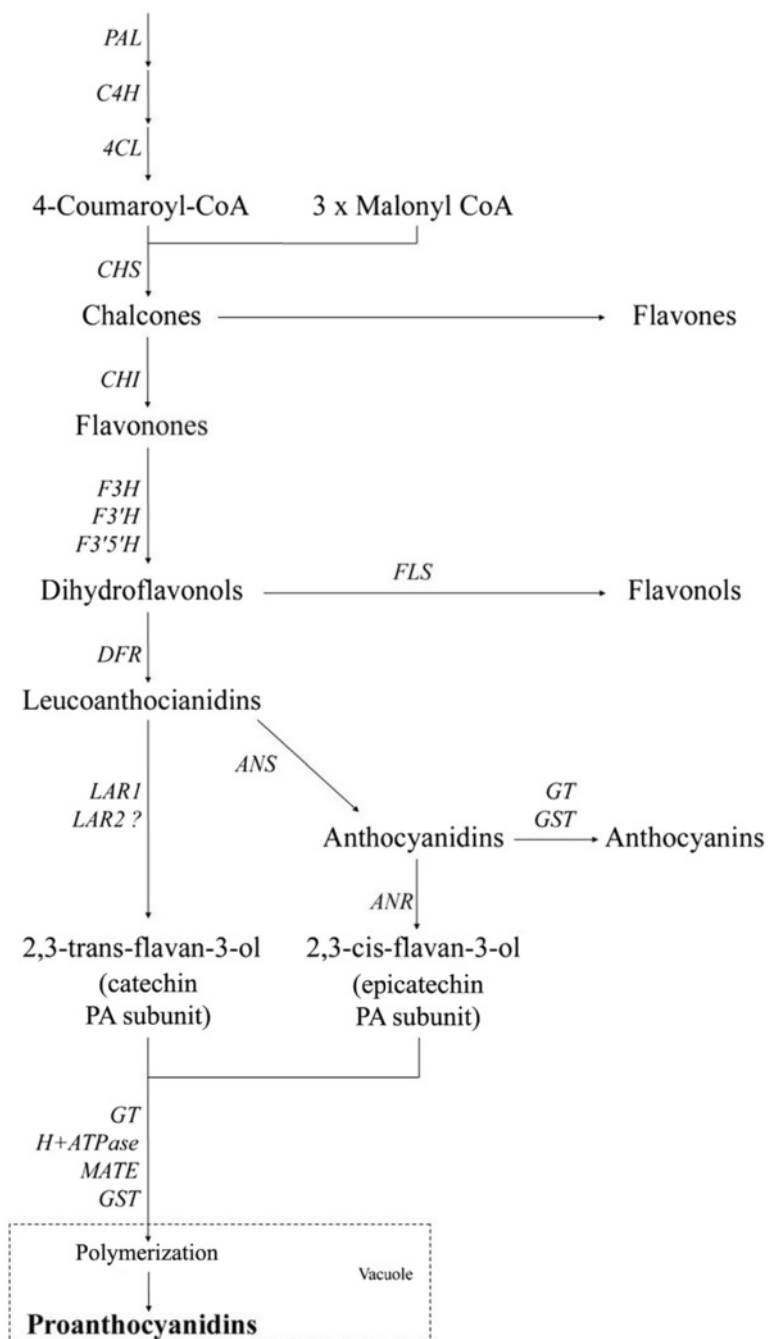 PAL
C4H
4CL
4-Coumaroyl-CoA 3 x Malonyl CoA
CHS
Chalcones Flavones
CHI
Flavonones
F3H
F3'H
F3'5'H
FLS
Dihydroflavonols Flavonols
DFR
Leucoanthocianidins
ANS
LAR1 GT
LAR2 ? GST
Anthocyanidins Anthocyanins
ANR
2,3-trans-flavan-3-ol 2,3-cis-flavan-3-ol
(catechin (epicatechin
PA subunit) PA subunit)
GT
H+ATPase
MATE
GST
Polymerization
Vacuole
Proanthocyanidins